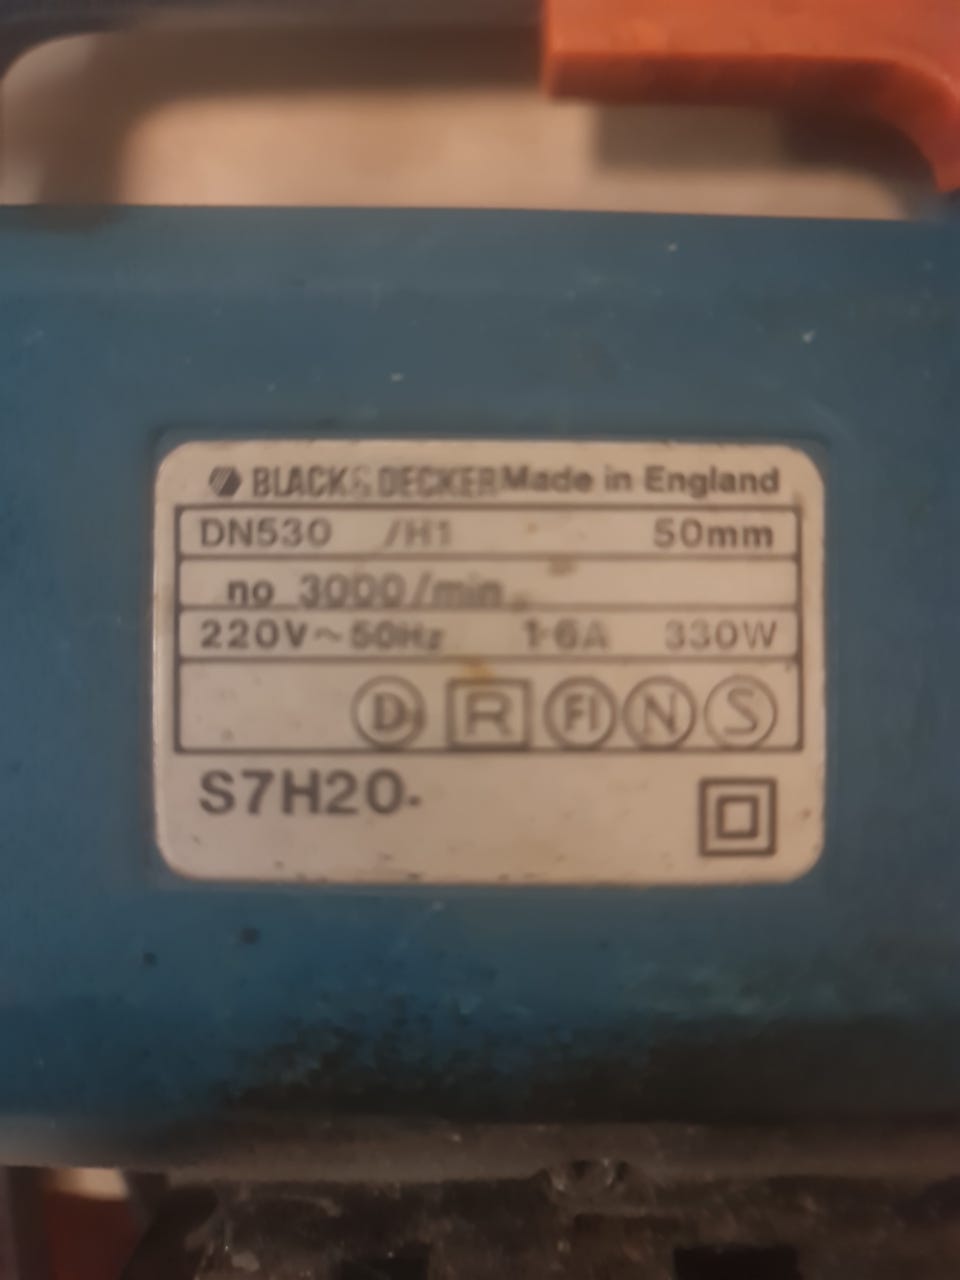 BLACK & DECKER Made in England
DN530 /H1 50mm
no 3000/min
220V~50Hz 1·6A 330W
D R FI N S
S7H20·